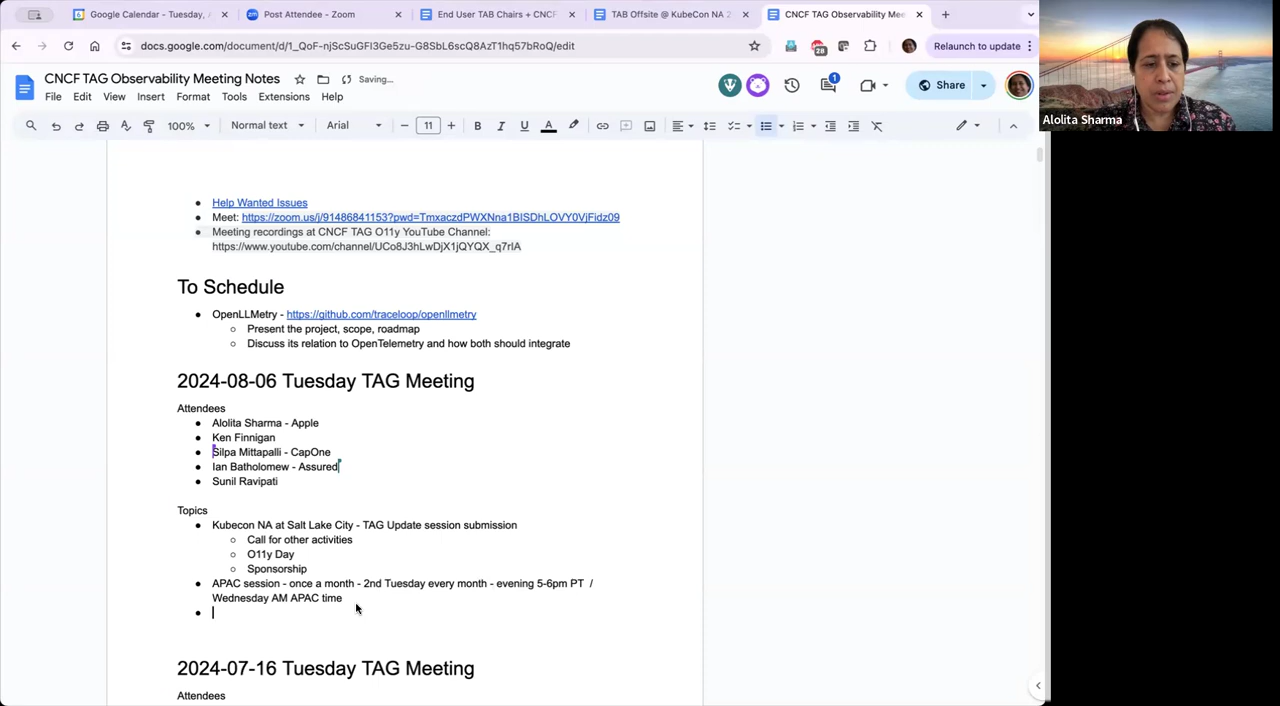 Google Calendar - Tuesday, A
Post Attendee - Zoom
End User TAB Chairs + CNCF
TAB Offsite @ KubeCon NA 2
CNCF TAG Observability Mee
docs.google.com/document/d/1_QoF-njScSuGFl3Ge5zu-G8SbL6scQ8AzT1hq57bRoQ/edit
28
Relaunch to update
CNCF TAG Observability Meeting Notes
Saving...
File Edit View Insert Format Tools Extensions Help
1
Share
100%
Normal text
Arial
11
B I U A
Alolita Sharma
Help Wanted Issues
Meet: https://zoom.us/j/91486841153?pwd=TmxaczdPWXNna1BISDhLOVY0VjFidz09
Meeting recordings at CNCF TAG O11y YouTube Channel:
https://www.youtube.com/channel/UCo8J3hLwDjX1jQYQX_q7rIA
To Schedule
OpenLLMetry - https://github.com/traceloop/openllmetry
Present the project, scope, roadmap
Discuss its relation to OpenTelemetry and how both should integrate
2024-08-06 Tuesday TAG Meeting
Attendees
Alolita Sharma - Apple
Ken Finnigan
Silpa Mittapalli - CapOne
Ian Batholomew - Assured
Sunil Ravipati
Topics
Kubecon NA at Salt Lake City - TAG Update session submission
Call for other activities
O11y Day
Sponsorship
APAC session - once a month - 2nd Tuesday every month - evening 5-6pm PT /
Wednesday AM APAC time
2024-07-16 Tuesday TAG Meeting
Attendees